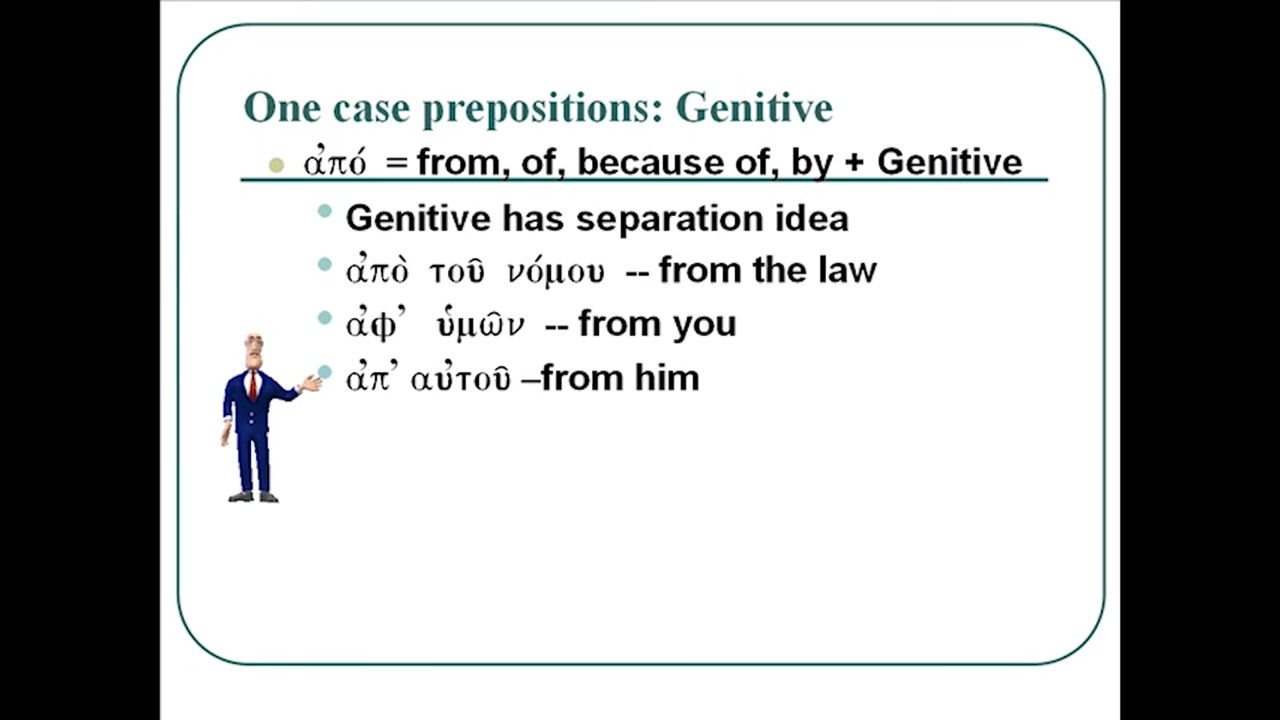 One case prepositions: Genitive
ἀπό = from, of, because of, by + Genitive
Genitive has separation idea
ἀπὸ τοῦ νόμου -- from the law
ἀφ’ ὑμῶν -- from you
ἀπ’ αὐτοῦ –from him